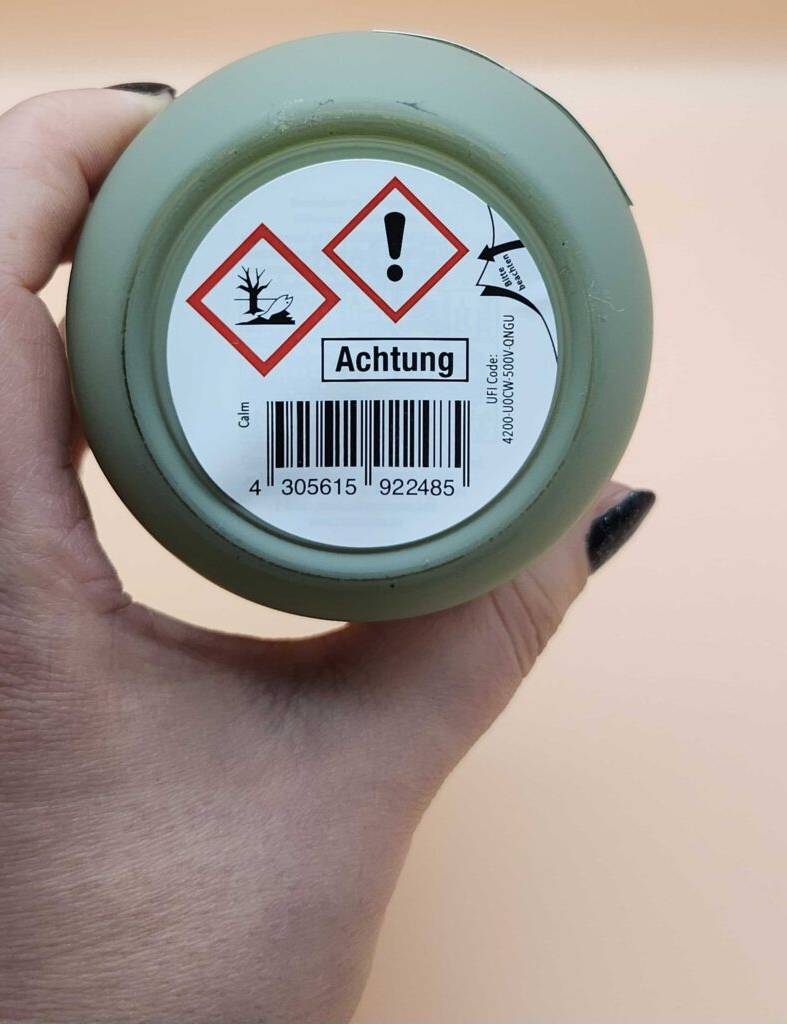 Bitte
beachten
Achtung
UFI Code:
4200-U0CW-500V-QNGU
Calm
4 305615 922485